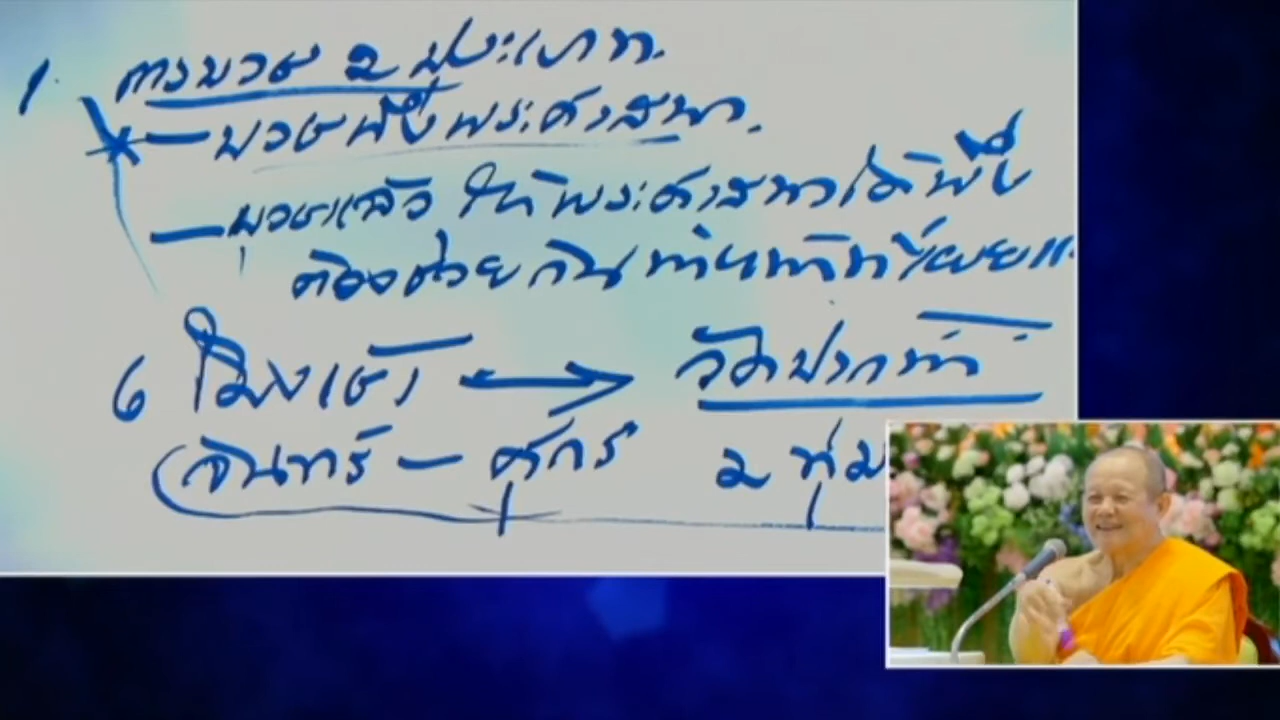 1. การบวช 2 ประเภท.
— บวชพึ่งพระศาสนา.
— บวชแล้ว ให้พระศาสนาได้พึ่ง
ต้องช่วยกัน
6 โมงเช้า → วัดปากน้ำ
(จันทร์ – ศุกร์ 2 ทุ่ม